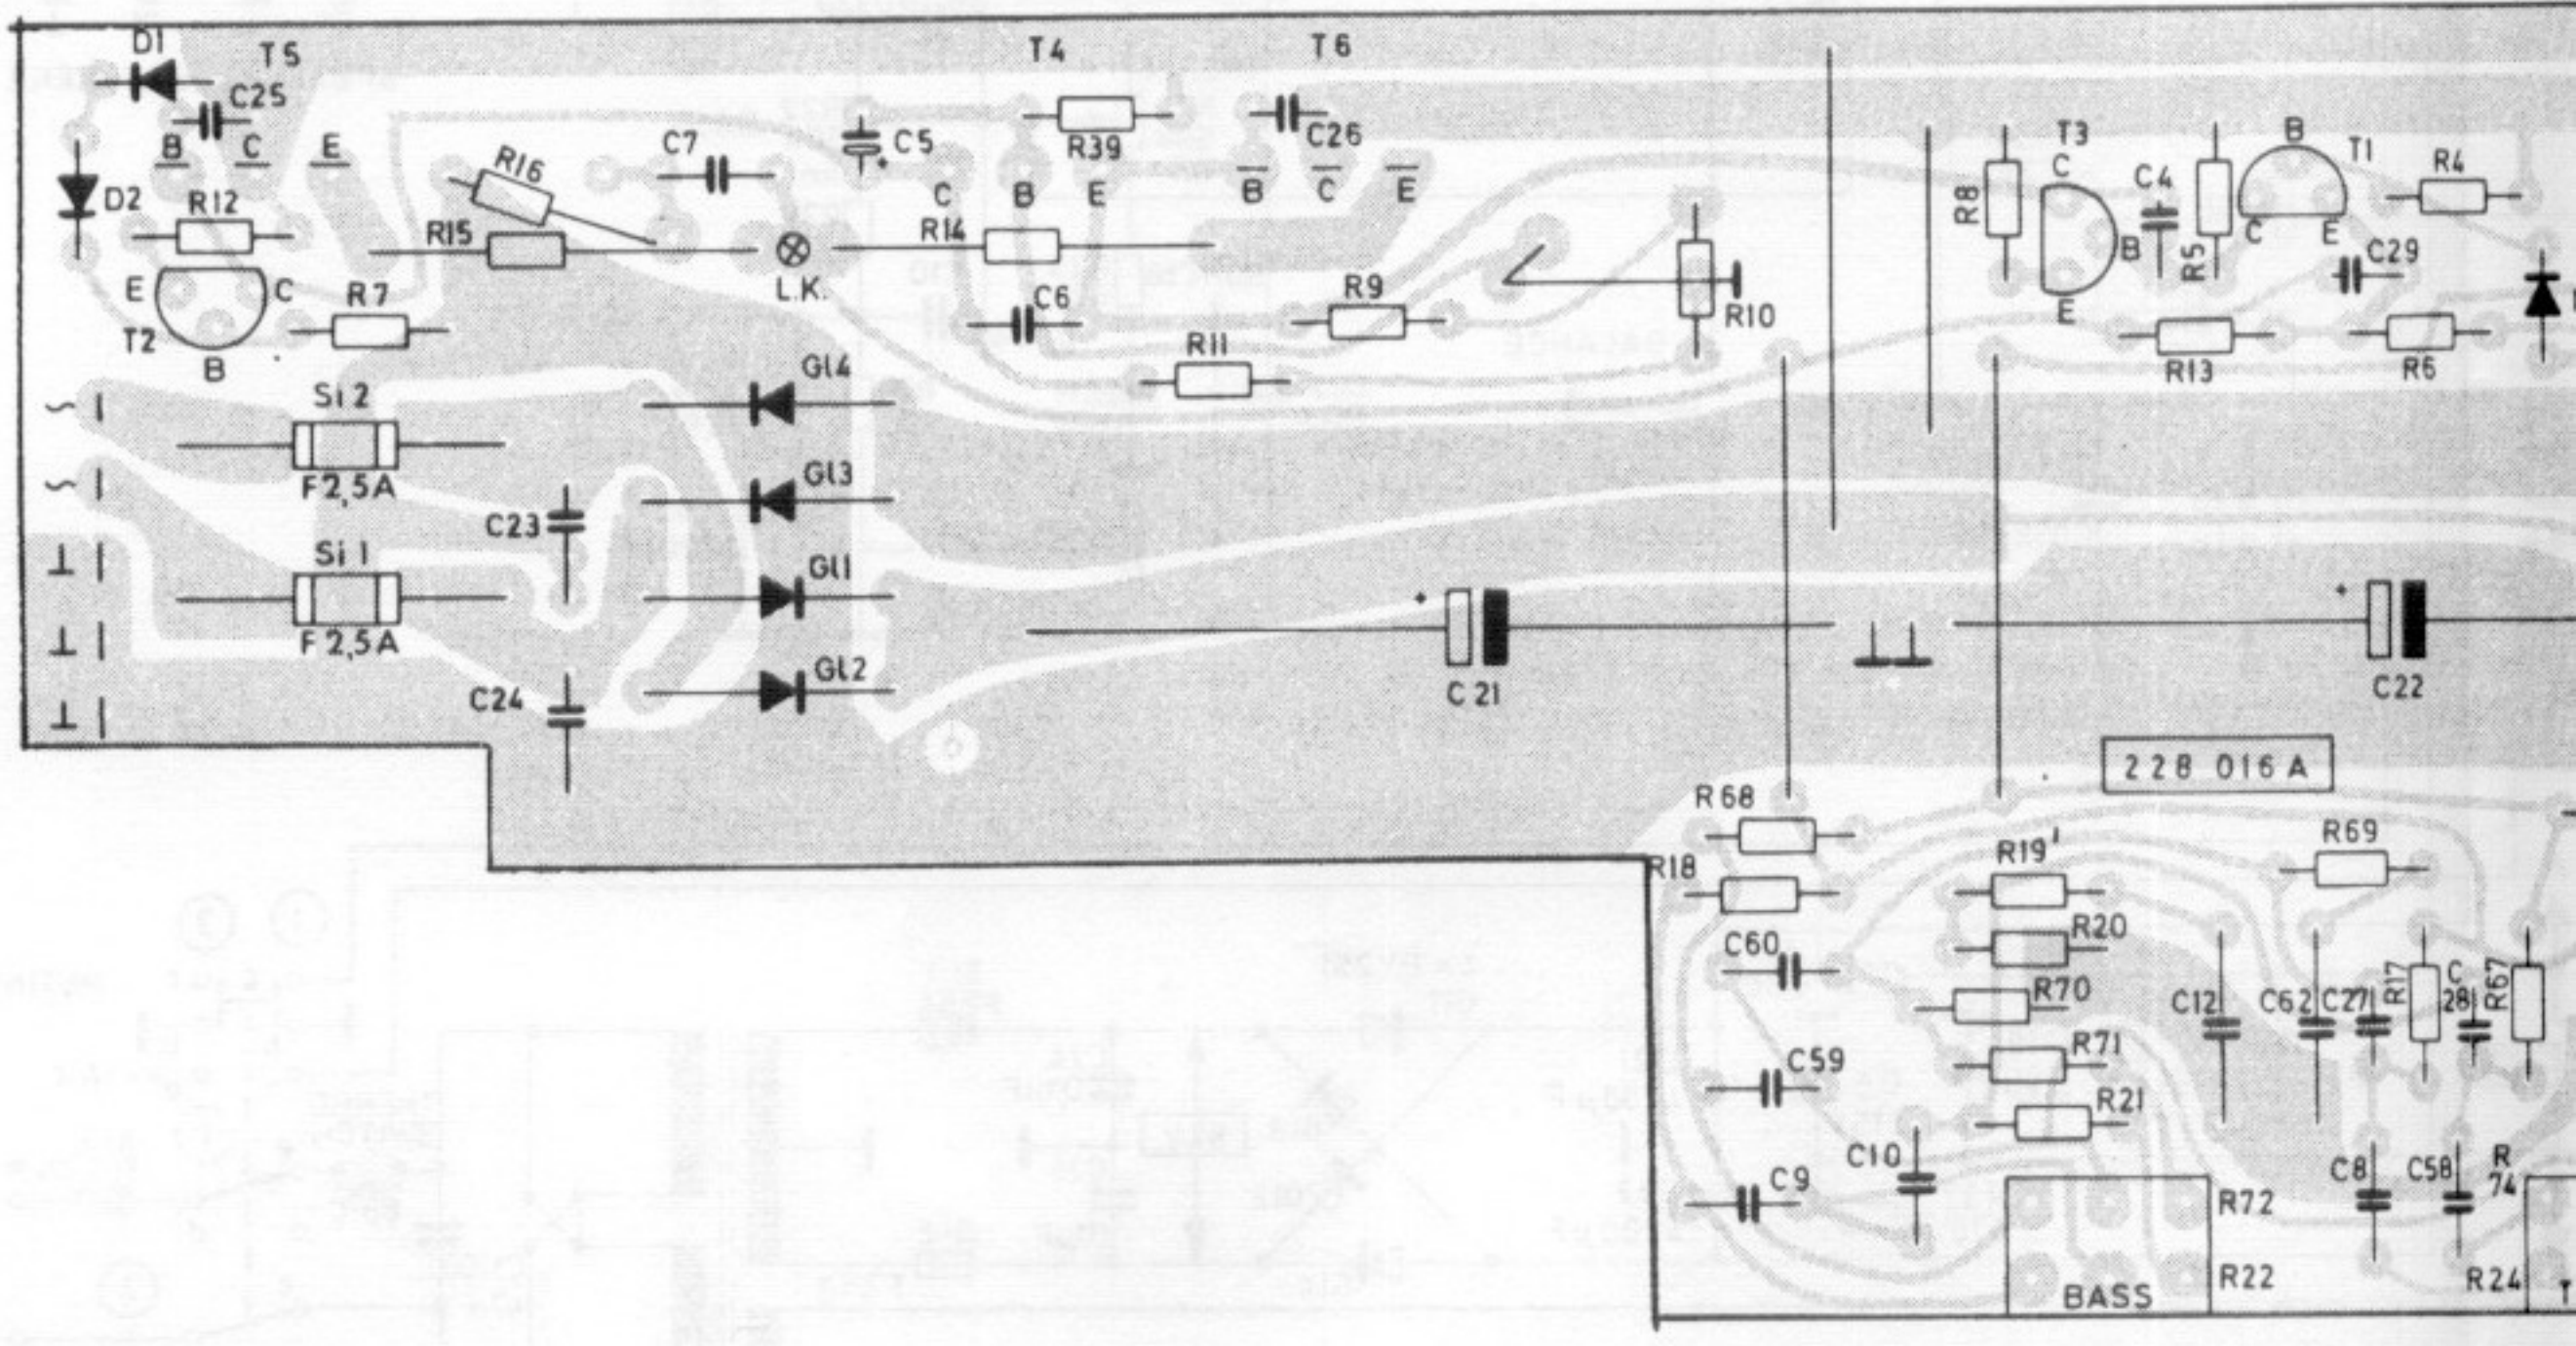 D1
T5
T4
T6
C25
B C E
D2
R12
R16
C7
C5
R39
C26
T3
B
T1
R4
C B E
B C E
C
C4
R8
B
R5
C E
C29
R15
L.K.
R14
E C
T2
B
R7
C6
R9
R10
E
R13
R6
R11
Si 2
F 2,5A
Gl4
~
~
Gl3
C23
Si 1
F 2,5A
Gl1
Gl2
C24
C 21
C22
228 016 A
R68
R18
R19
R69
R20
C60
R70
C12
C62
C27
R17
C 28
R67
C59
R71
R21
C10
C9
R72
C8
C58
R 74
R22
R24
BASS
T